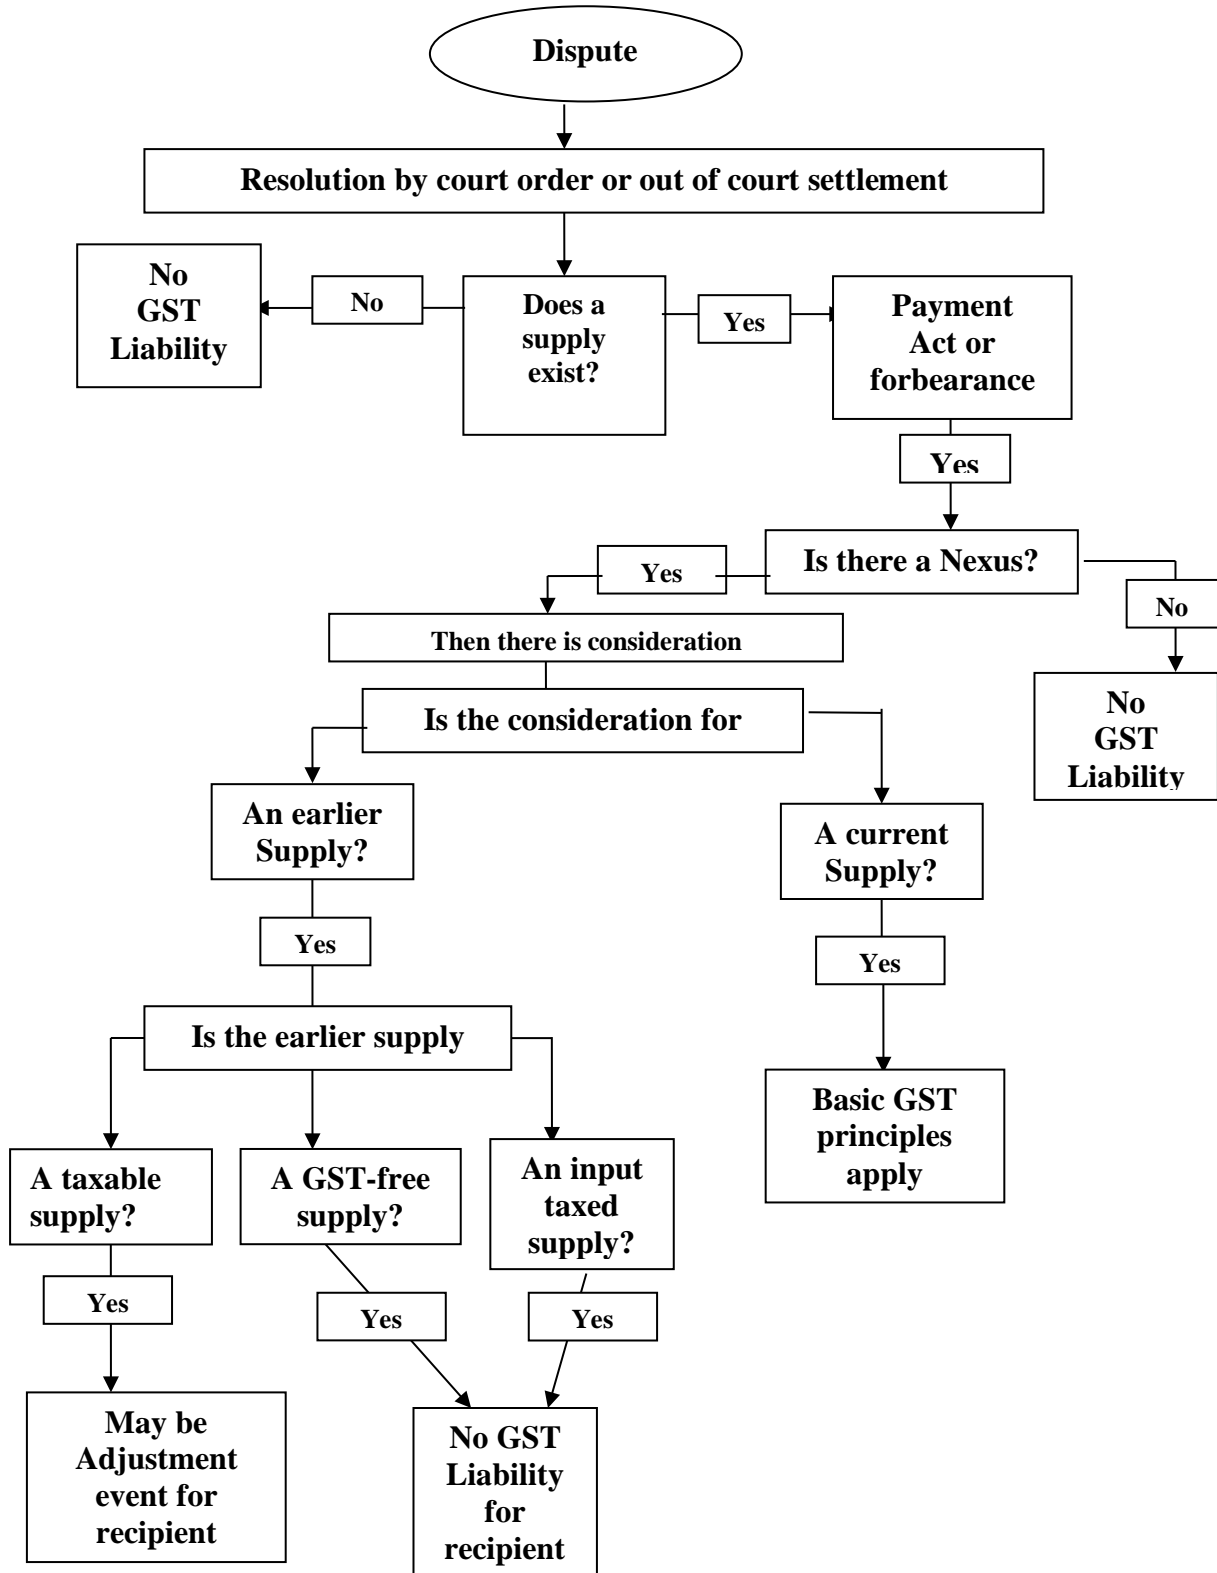 Dispute
Resolution by court order or out of court settlement
No
GST
Liability
No
Does a
supply
exist?
Yes
Payment
Act or
forbearance
Yes
Is there a Nexus?
Yes
No
Then there is consideration
No
GST
Liability
Is the consideration for
An earlier
Supply?
A current
Supply?
Yes
Yes
Is the earlier supply
Basic GST
principles
apply
A taxable
supply?
A GST-free
supply?
An input
taxed
supply?
Yes
Yes
Yes
May be
Adjustment
event for
recipient
No GST
Liability
for
recipient